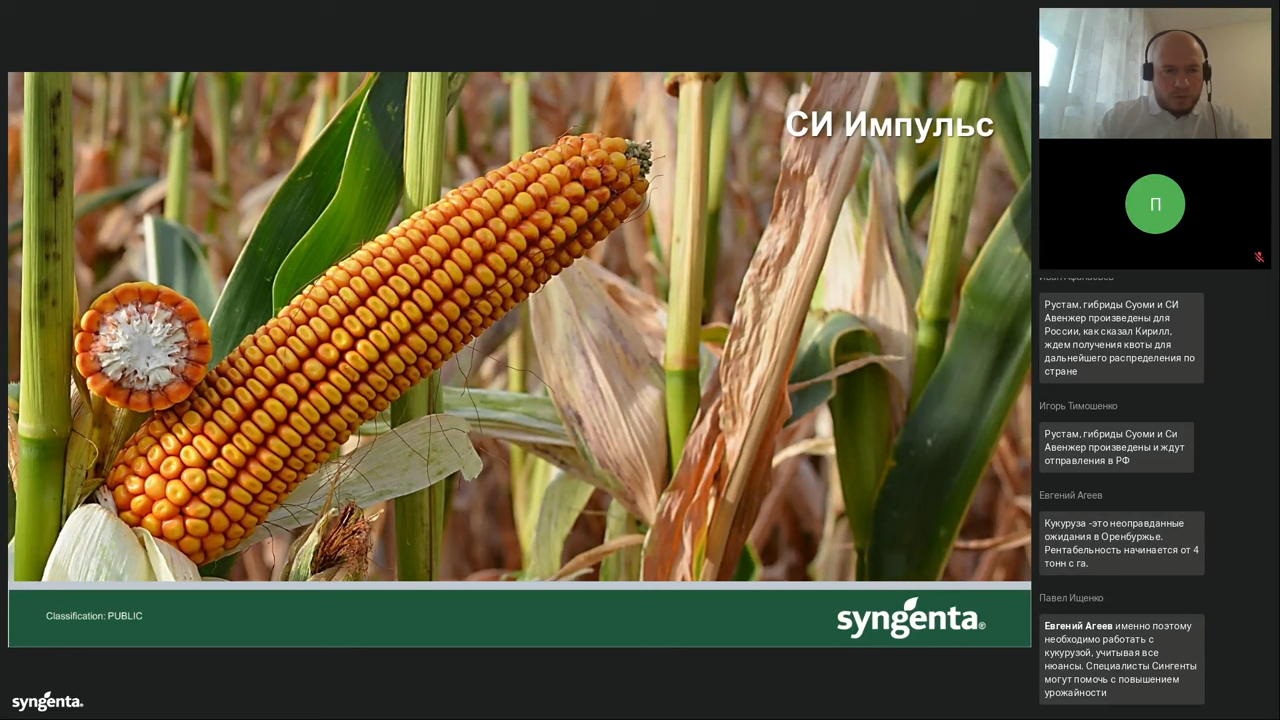 СИ Импульс
Classification: PUBLIC
syngenta®
syngenta®
П
Иван Афанасьев
Рустам, гибриды Суоми и СИ
Авенжер произведены для
России, как сказал Кирилл,
ждем получения квоты для
дальнейшего распределения по
стране
Игорь Тимошенко
Рустам, гибриды Суоми и Си
Авенжер произведены и ждут
отправления в РФ
Евгений Агеев
Кукуруза -это неоправданные
ожидания в Оренбуржье.
Рентабельность начинается от 4
тонн с га.
Павел Ищенко
Евгений Агеев именно поэтому
необходимо работать с
кукурузой, учитывая все
нюансы. Специалисты Сингенты
могут помочь с повышением
урожайности